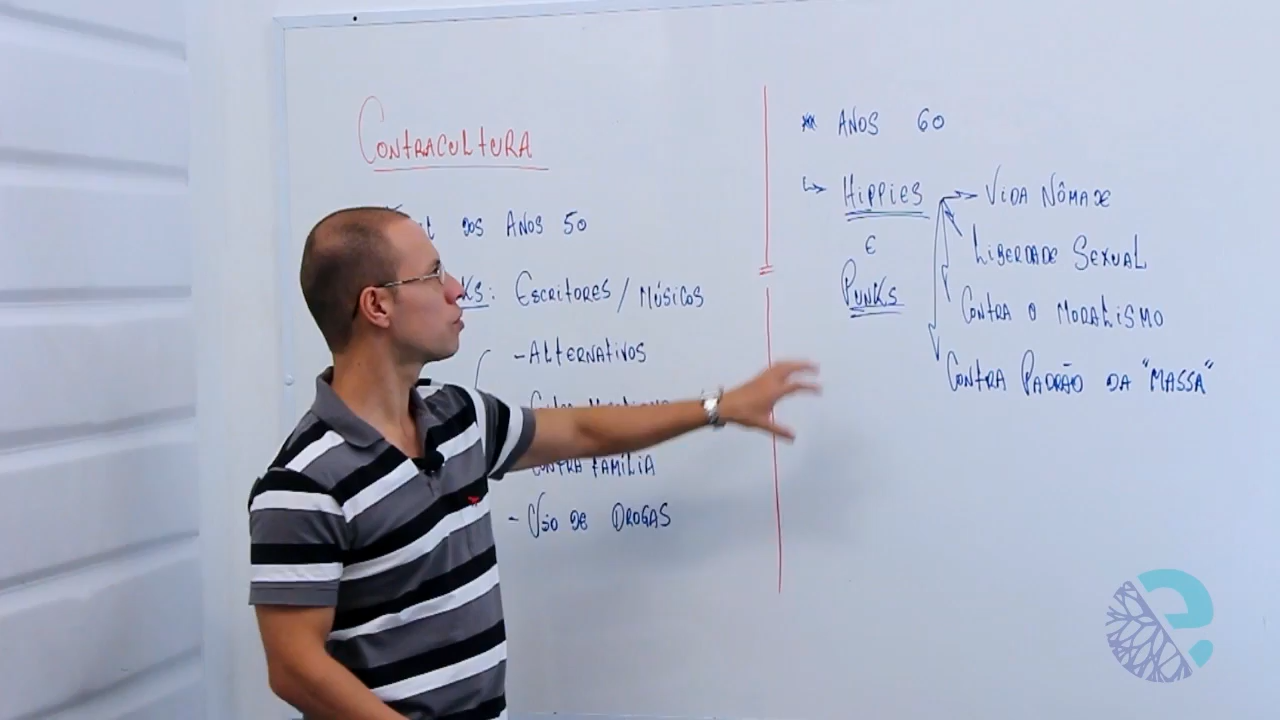 CONTRACULTURA
DOS ANOS 50
ESCRITORES / MÚSICOS
- ALTERNATIVOS
CONTRA FAMÍLIA
- USO DE DROGAS
* ANOS 60
↳ HIPPIES → VIDA NÔMADE
E
LIBERDADE SEXUAL
PUNKS
CONTRA O MORALISMO
CONTRA PADRÃO DA "MASSA"